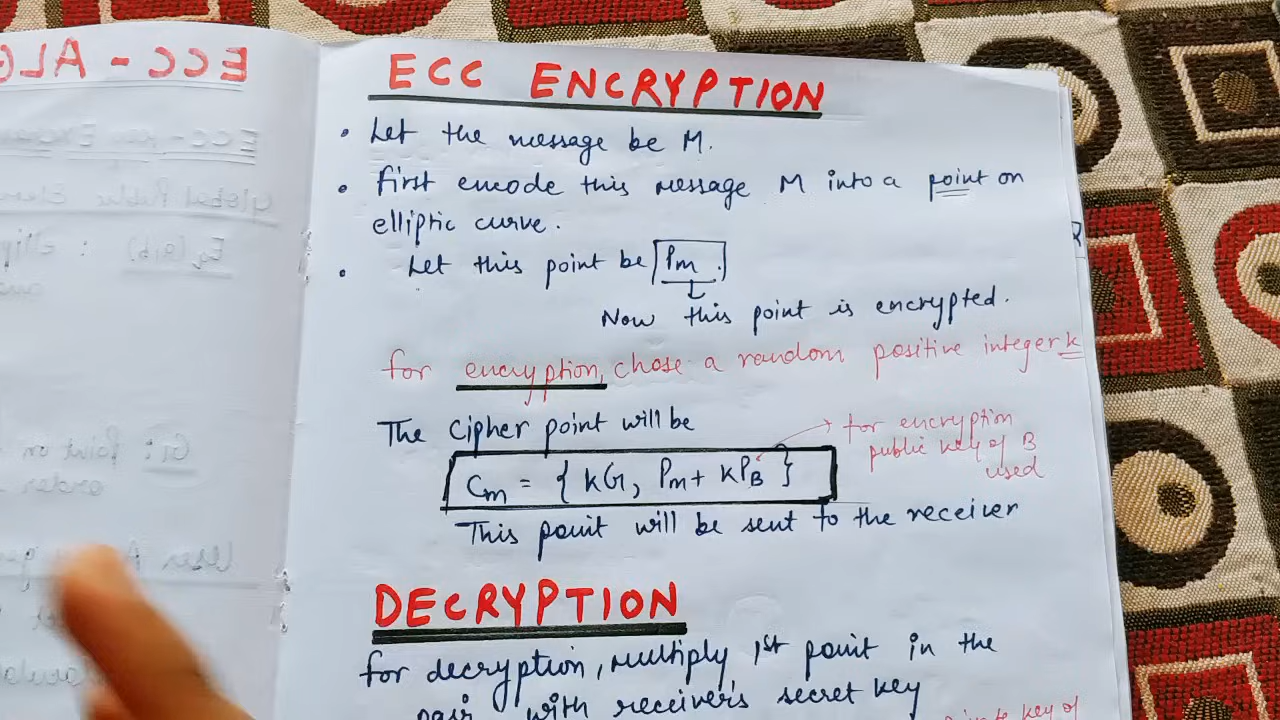 ECC ENCRYPTION
• Let the message be M.
• first encode this message M into a point on
elliptic curve.
• Let this point be Pm.
Now this point is encrypted.
for encryption, chose a random positive integer k
The Cipher point will be
→ for encryption
public key of B
used
Cm = { kG, Pm + kPB }
This point will be sent to the receiver
DECRYPTION
for decryption, multiply 1st point in the
pair with receiver's secret key
key of